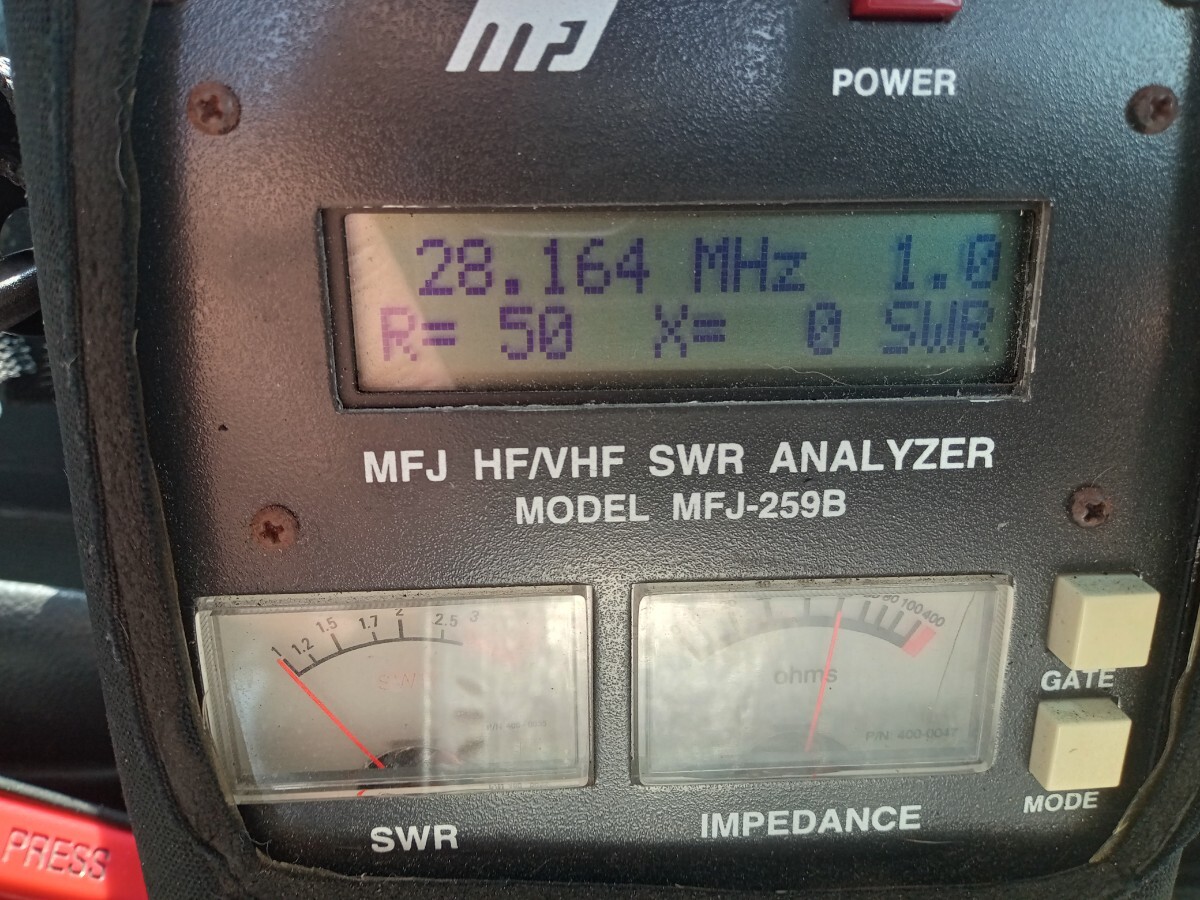 MFJ
POWER
28.164 MHz 1.0
R= 50 X= 0 SWR
MFJ HF/VHF SWR ANALYZER
MODEL MFJ-259B
1 1.2 1.5 1.7 2 2.5 3
60 100 400
ohms
P/N 400-0047
GATE
MODE
SWR
IMPEDANCE
PRESS